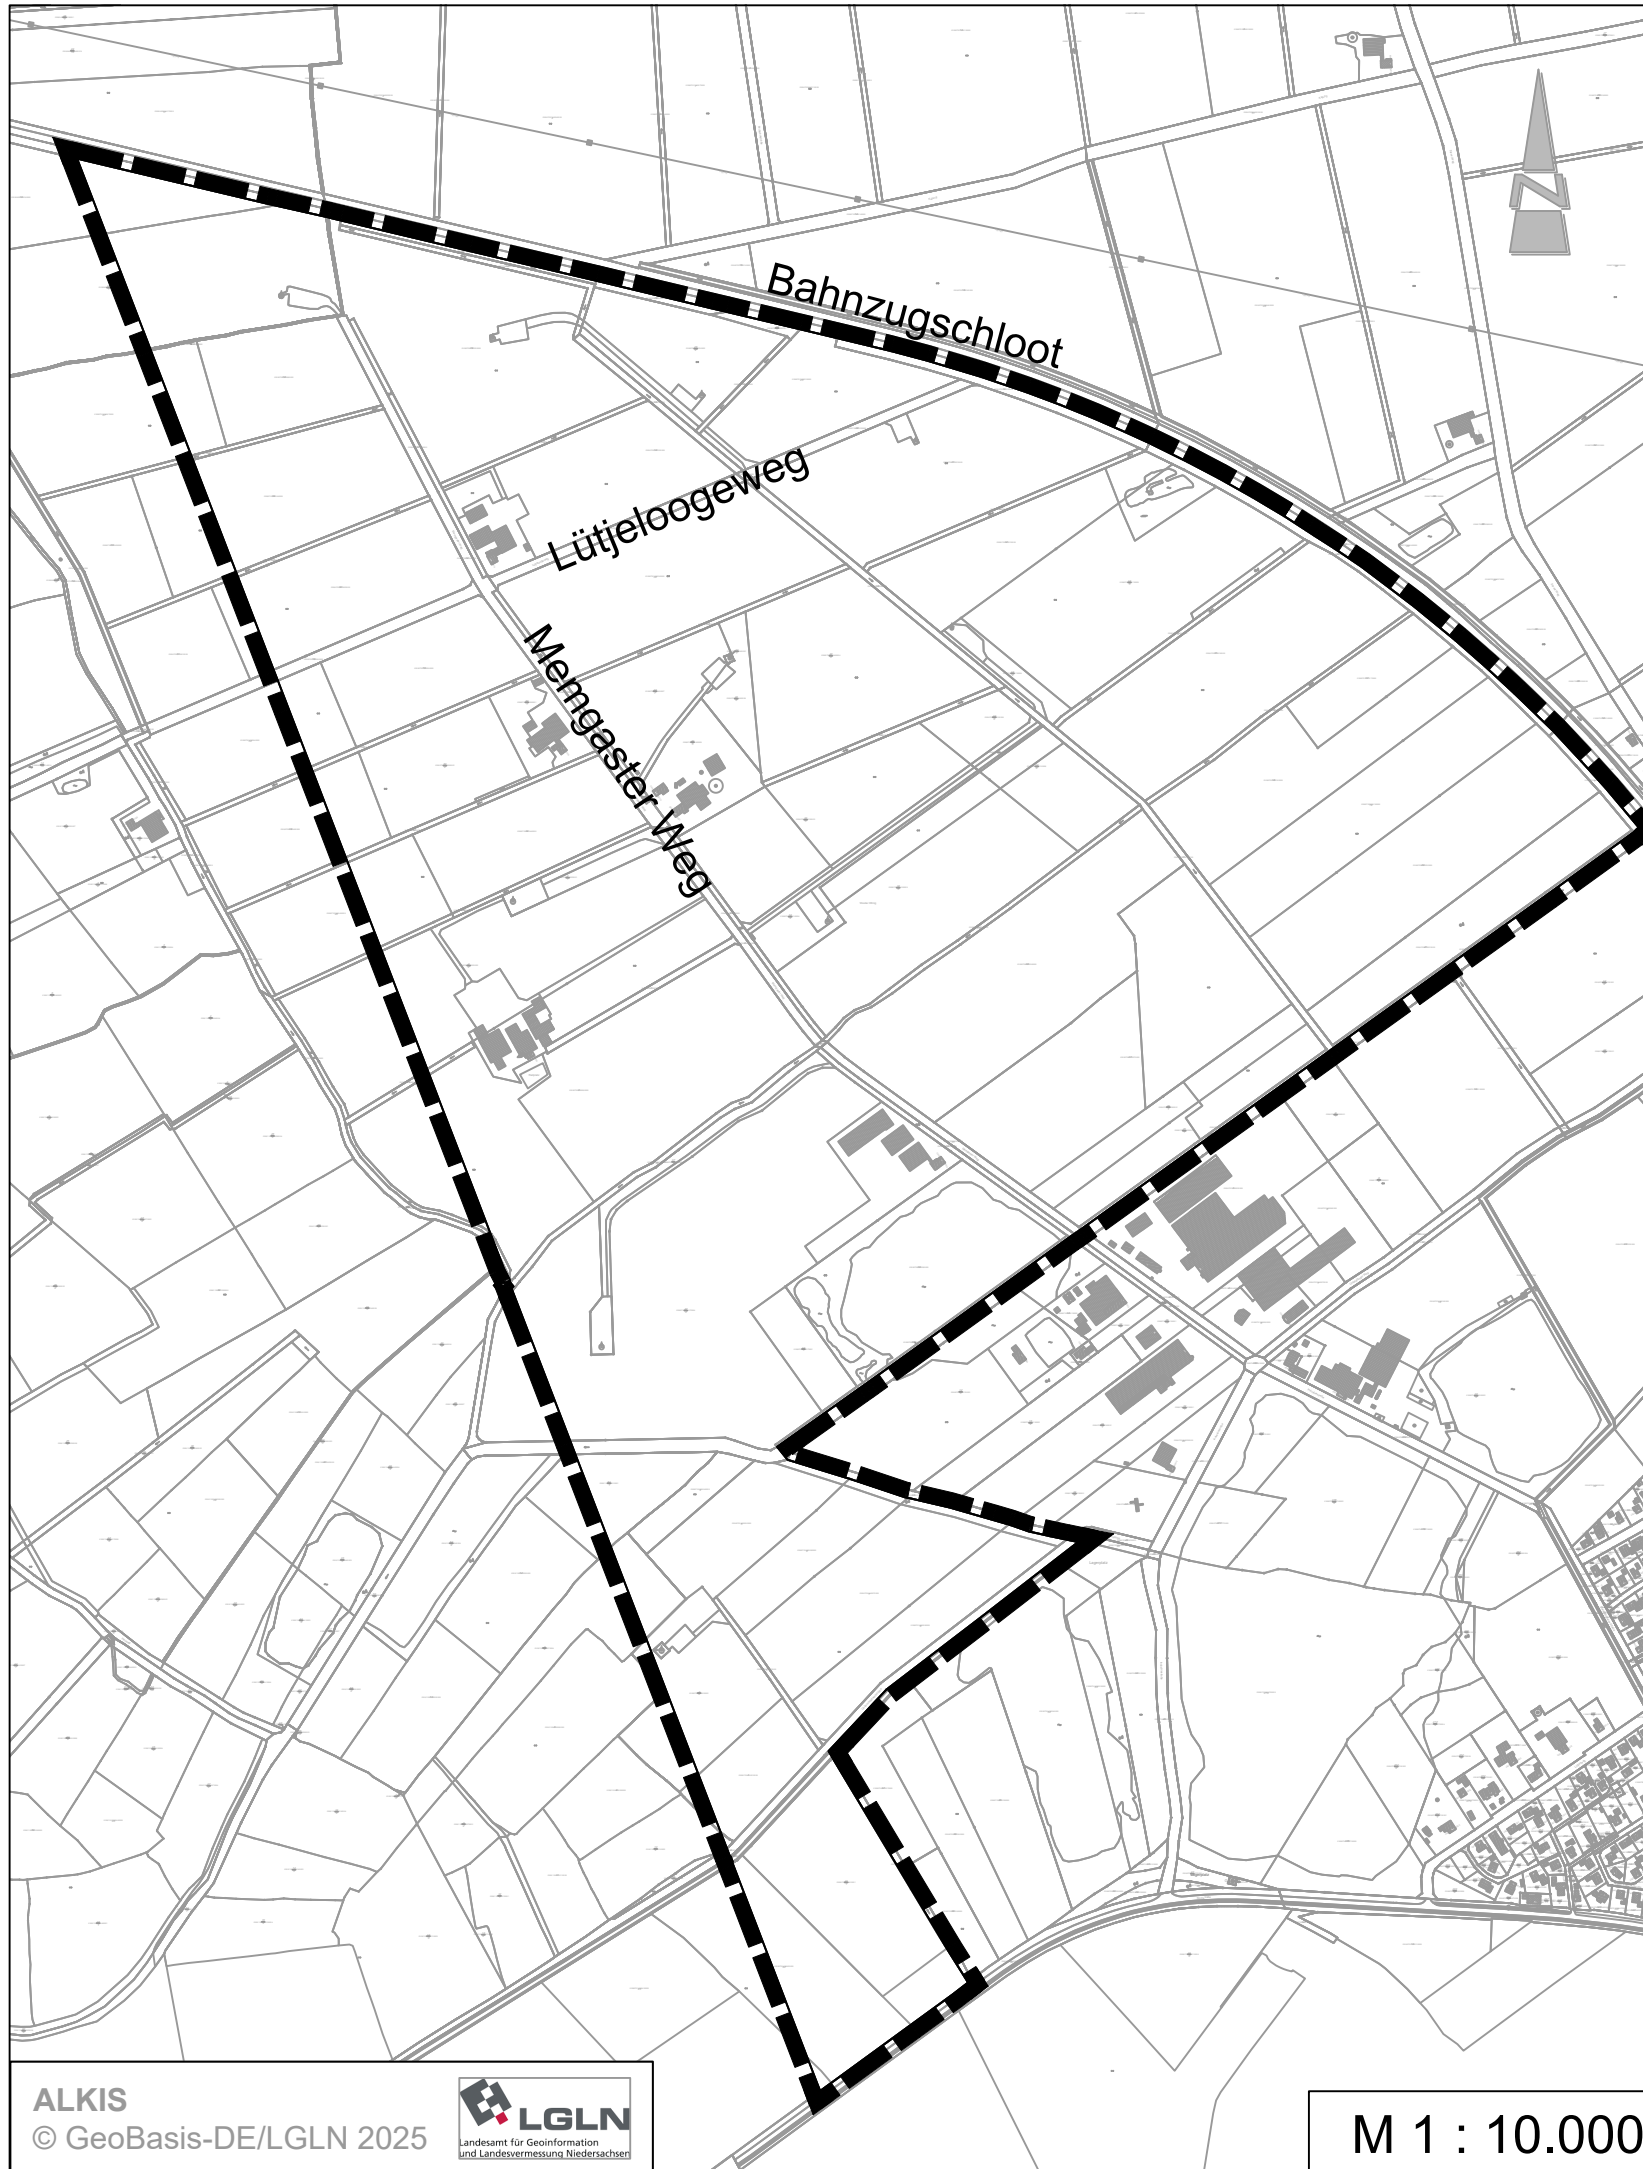 N
Bahnzugschloot
Lütjeloogeweg
Memgaster Weg
ALKIS
© GeoBasis-DE/LGLN 2025
LGLN
Landesamt für Geoinformation
und Landesvermessung Niedersachsen
M 1 : 10.000